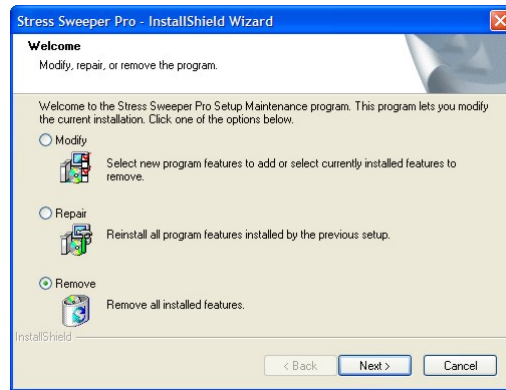 Stress Sweeper Pro - InstallShield Wizard
Welcome
Modify, repair, or remove the program.
Welcome to the Stress Sweeper Pro Setup Maintenance program. This program lets you modify
the current installation. Click one of the options below.
Modify
Select new program features to add or select currently installed features to
remove.
Repair
Reinstall all program features installed by the previous setup.
Remove
Remove all installed features.
InstallShield
< Back Next > Cancel